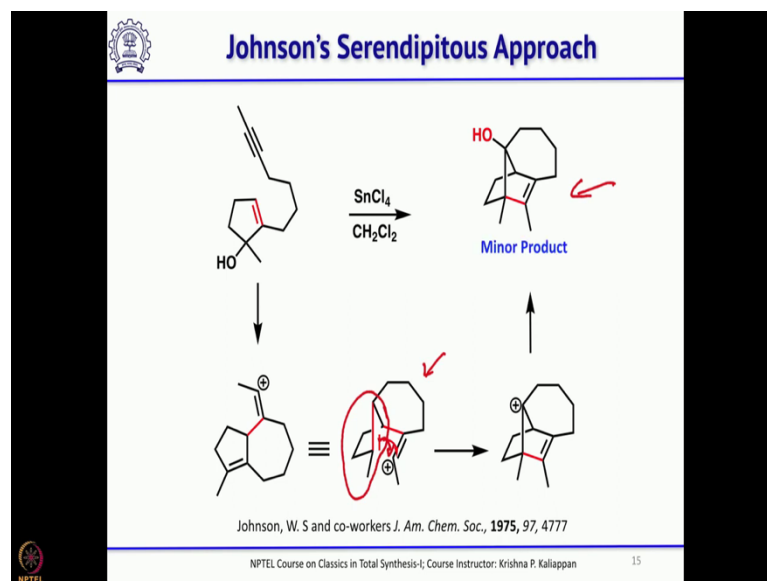 Johnson's Serendipitous Approach
HO
SnCl4
CH2Cl2
HO
Minor Product
Johnson, W. S and co-workers J. Am. Chem. Soc., 1975, 97, 4777
NPTEL Course on Classics in Total Synthesis-I; Course Instructor: Krishna P. Kaliappan
15
NPTEL